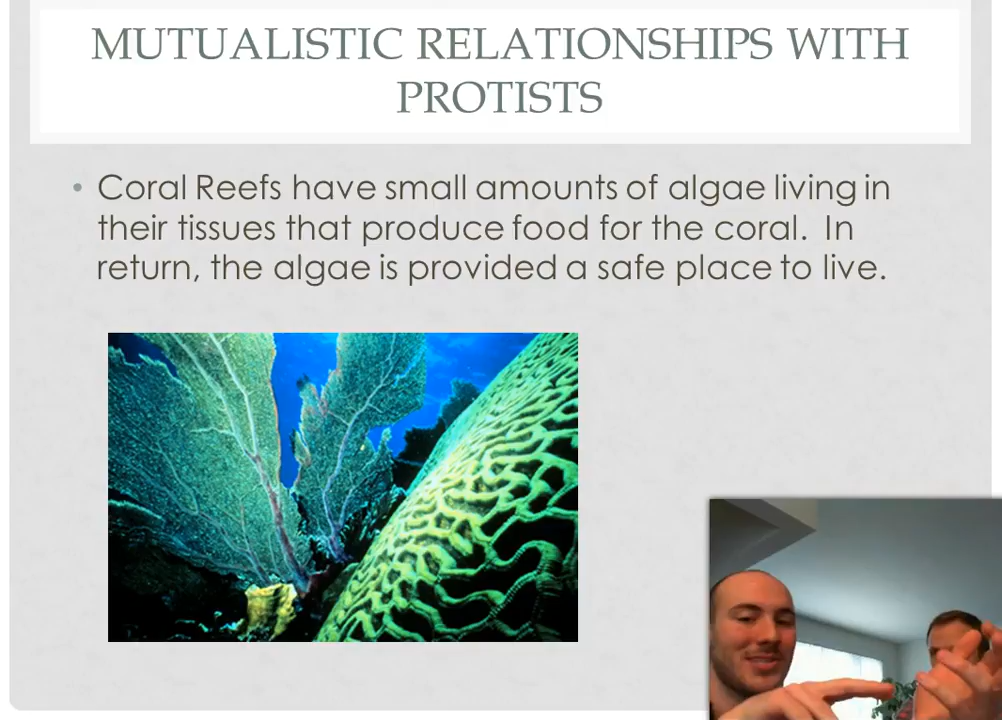 MUTUALISTIC RELATIONSHIPS WITH
PROTISTS
• Coral Reefs have small amounts of algae living in
their tissues that produce food for the coral. In
return, the algae is provided a safe place to live.